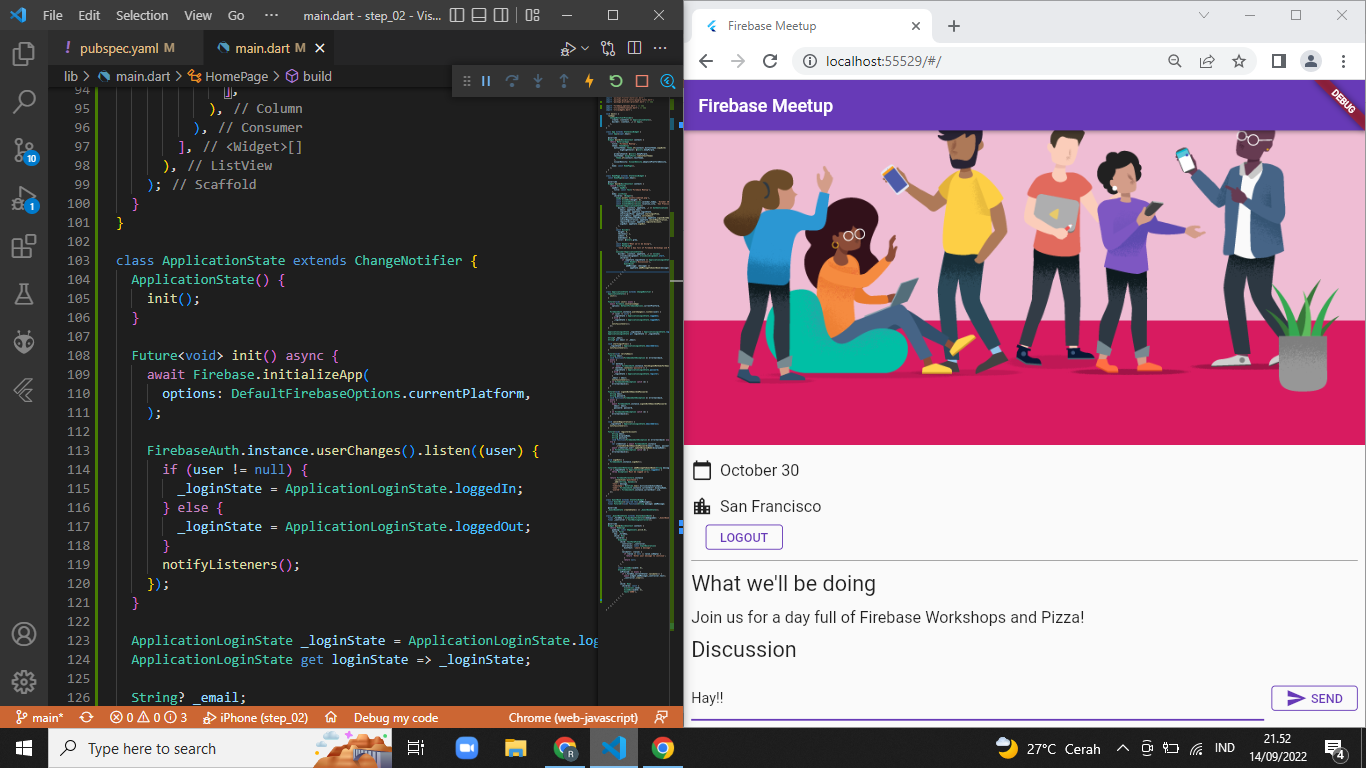 File Edit Selection View Go ··· main.dart - step_02 - Vis...
! pubspec.yaml M main.dart M
lib > main.dart > HomePage > build
94 ],
95 ), // Column
96 ), // Consumer
97 ], // <Widget>[]
98 ), // ListView
99 ); // Scaffold
100 }
101 }
102
103 class ApplicationState extends ChangeNotifier {
104 ApplicationState() {
105 init();
106 }
107
108 Future<void> init() async {
109 await Firebase.initializeApp(
110 options: DefaultFirebaseOptions.currentPlatform,
111 );
112
113 FirebaseAuth.instance.userChanges().listen((user) {
114 if (user != null) {
115 _loginState = ApplicationLoginState.loggedIn;
116 } else {
117 _loginState = ApplicationLoginState.loggedOut;
118 }
119 notifyListeners();
120 });
121 }
122
123 ApplicationLoginState _loginState = ApplicationLoginState.log
124 ApplicationLoginState get loginState => _loginState;
125
126 String? _email;
10
1
main* 0 0 3 iPhone (step_02) Debug my code Chrome (web-javascript)
Firebase Meetup
localhost:55529/#/
Firebase Meetup
DEBUG
October 30
San Francisco
LOGOUT
What we'll be doing
Join us for a day full of Firebase Workshops and Pizza!
Discussion
Hay!!
SEND
Type here to search
R
27°C Cerah
IND
21.52
14/09/2022
4